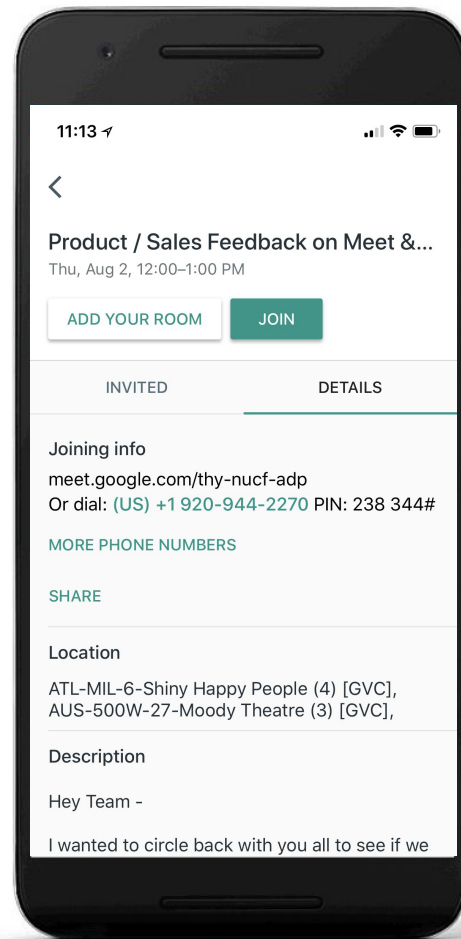 11:13
Product / Sales Feedback on Meet &...
Thu, Aug 2, 12:00–1:00 PM
ADD YOUR ROOM
JOIN
INVITED
DETAILS
Joining info
meet.google.com/thy-nucf-adp
Or dial: (US) +1 920-944-2270 PIN: 238 344#
MORE PHONE NUMBERS
SHARE
Location
ATL-MIL-6-Shiny Happy People (4) [GVC],
AUS-500W-27-Moody Theatre (3) [GVC],
Description
Hey Team -
I wanted to circle back with you all to see if we